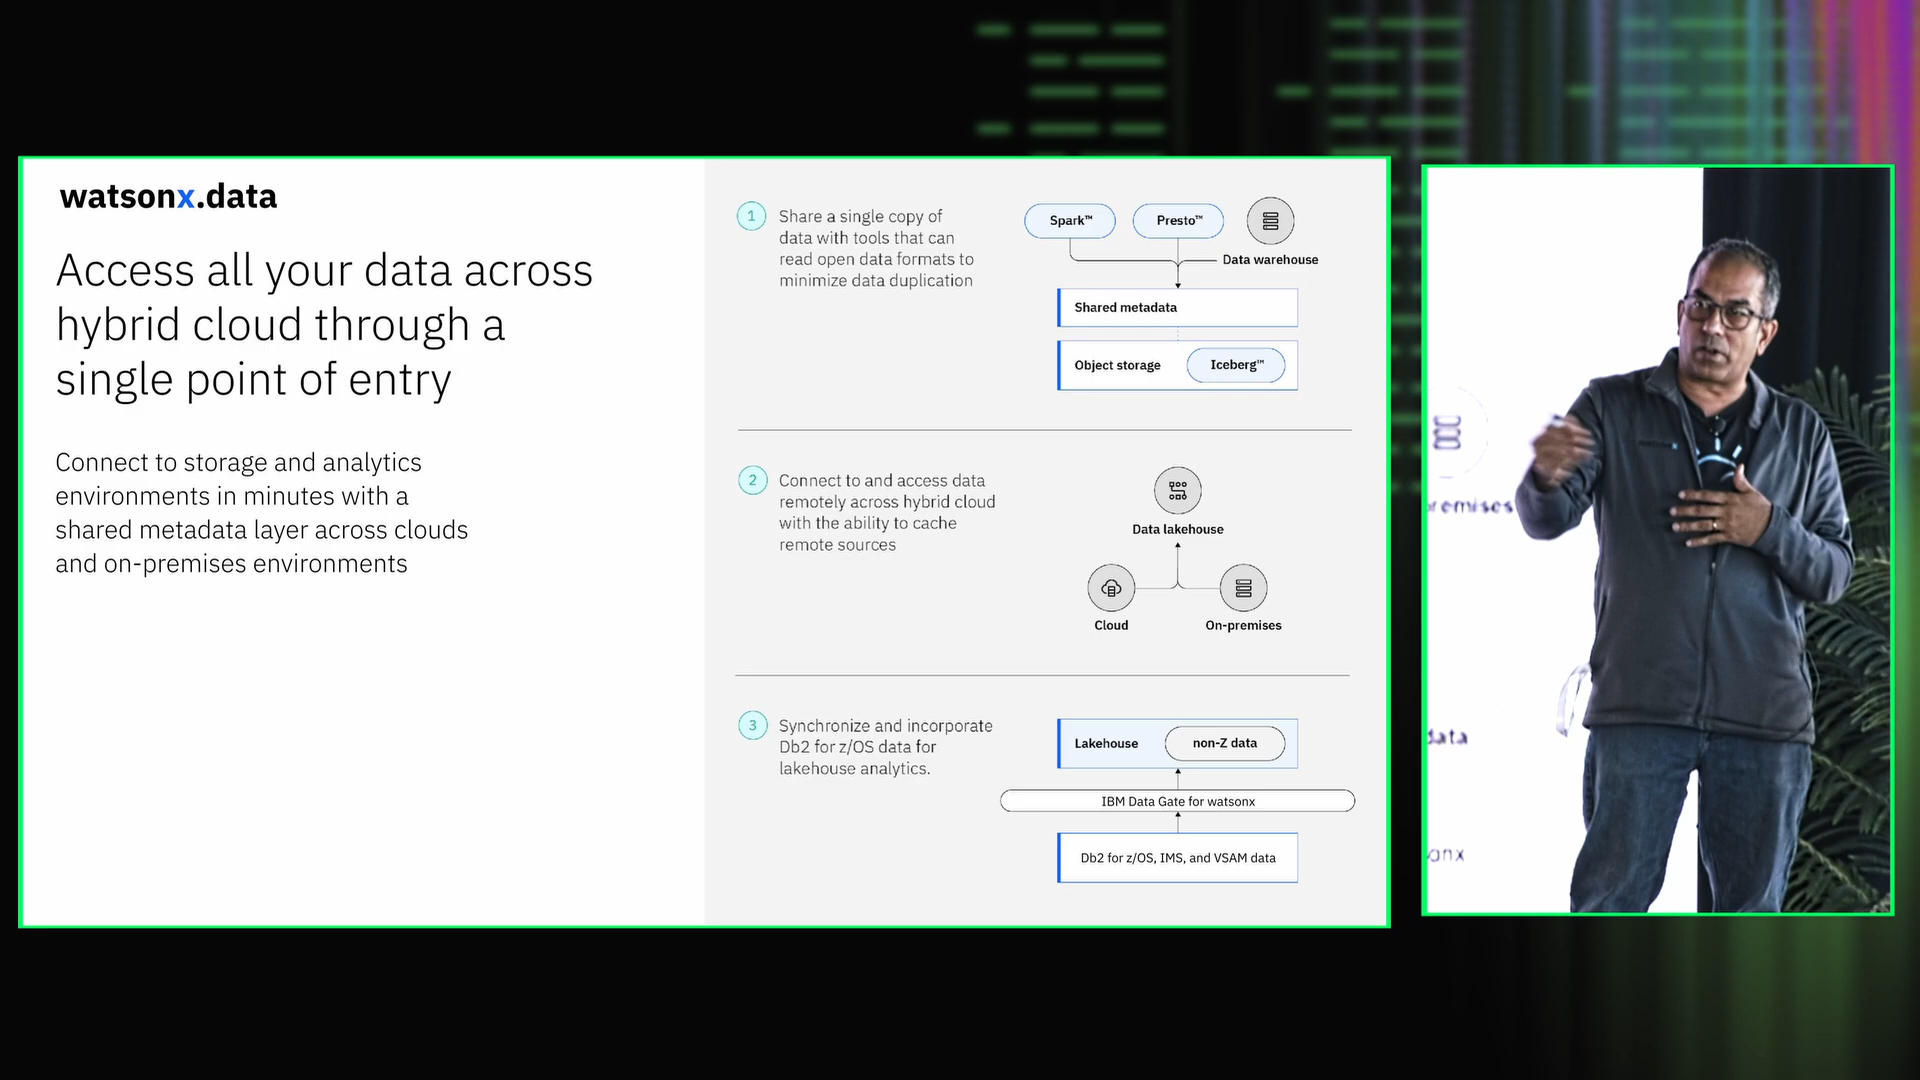 watsonx.data
Access all your data across
hybrid cloud through a
single point of entry
Connect to storage and analytics
environments in minutes with a
shared metadata layer across clouds
and on-premises environments
1
Share a single copy of
data with tools that can
read open data formats to
minimize data duplication
Spark™
Presto™
Data warehouse
Shared metadata
Object storage
Iceberg™
2
Connect to and access data
remotely across hybrid cloud
with the ability to cache
remote sources
Data lakehouse
Cloud
On-premises
3
Synchronize and incorporate
Db2 for z/OS data for
lakehouse analytics.
Lakehouse
non-Z data
IBM Data Gate for watsonx
Db2 for z/OS, IMS, and VSAM data
remises
data
anx